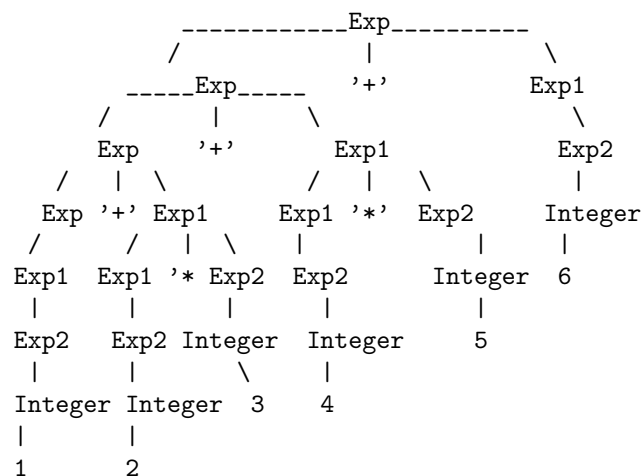 ____________Exp__________
/ | \
_____Exp_____ '+' Exp1
/ | \ \
Exp '+' Exp1 Exp2
/ | \ / | \ |
Exp '+' Exp1 Exp1 '*' Exp2 Integer
/ / | \ | | |
Exp1 Exp1 '* Exp2 Exp2 Integer 6
| | | | |
Exp2 Exp2 Integer Integer 5
| | \ |
Integer Integer 3 4
| |
1 2